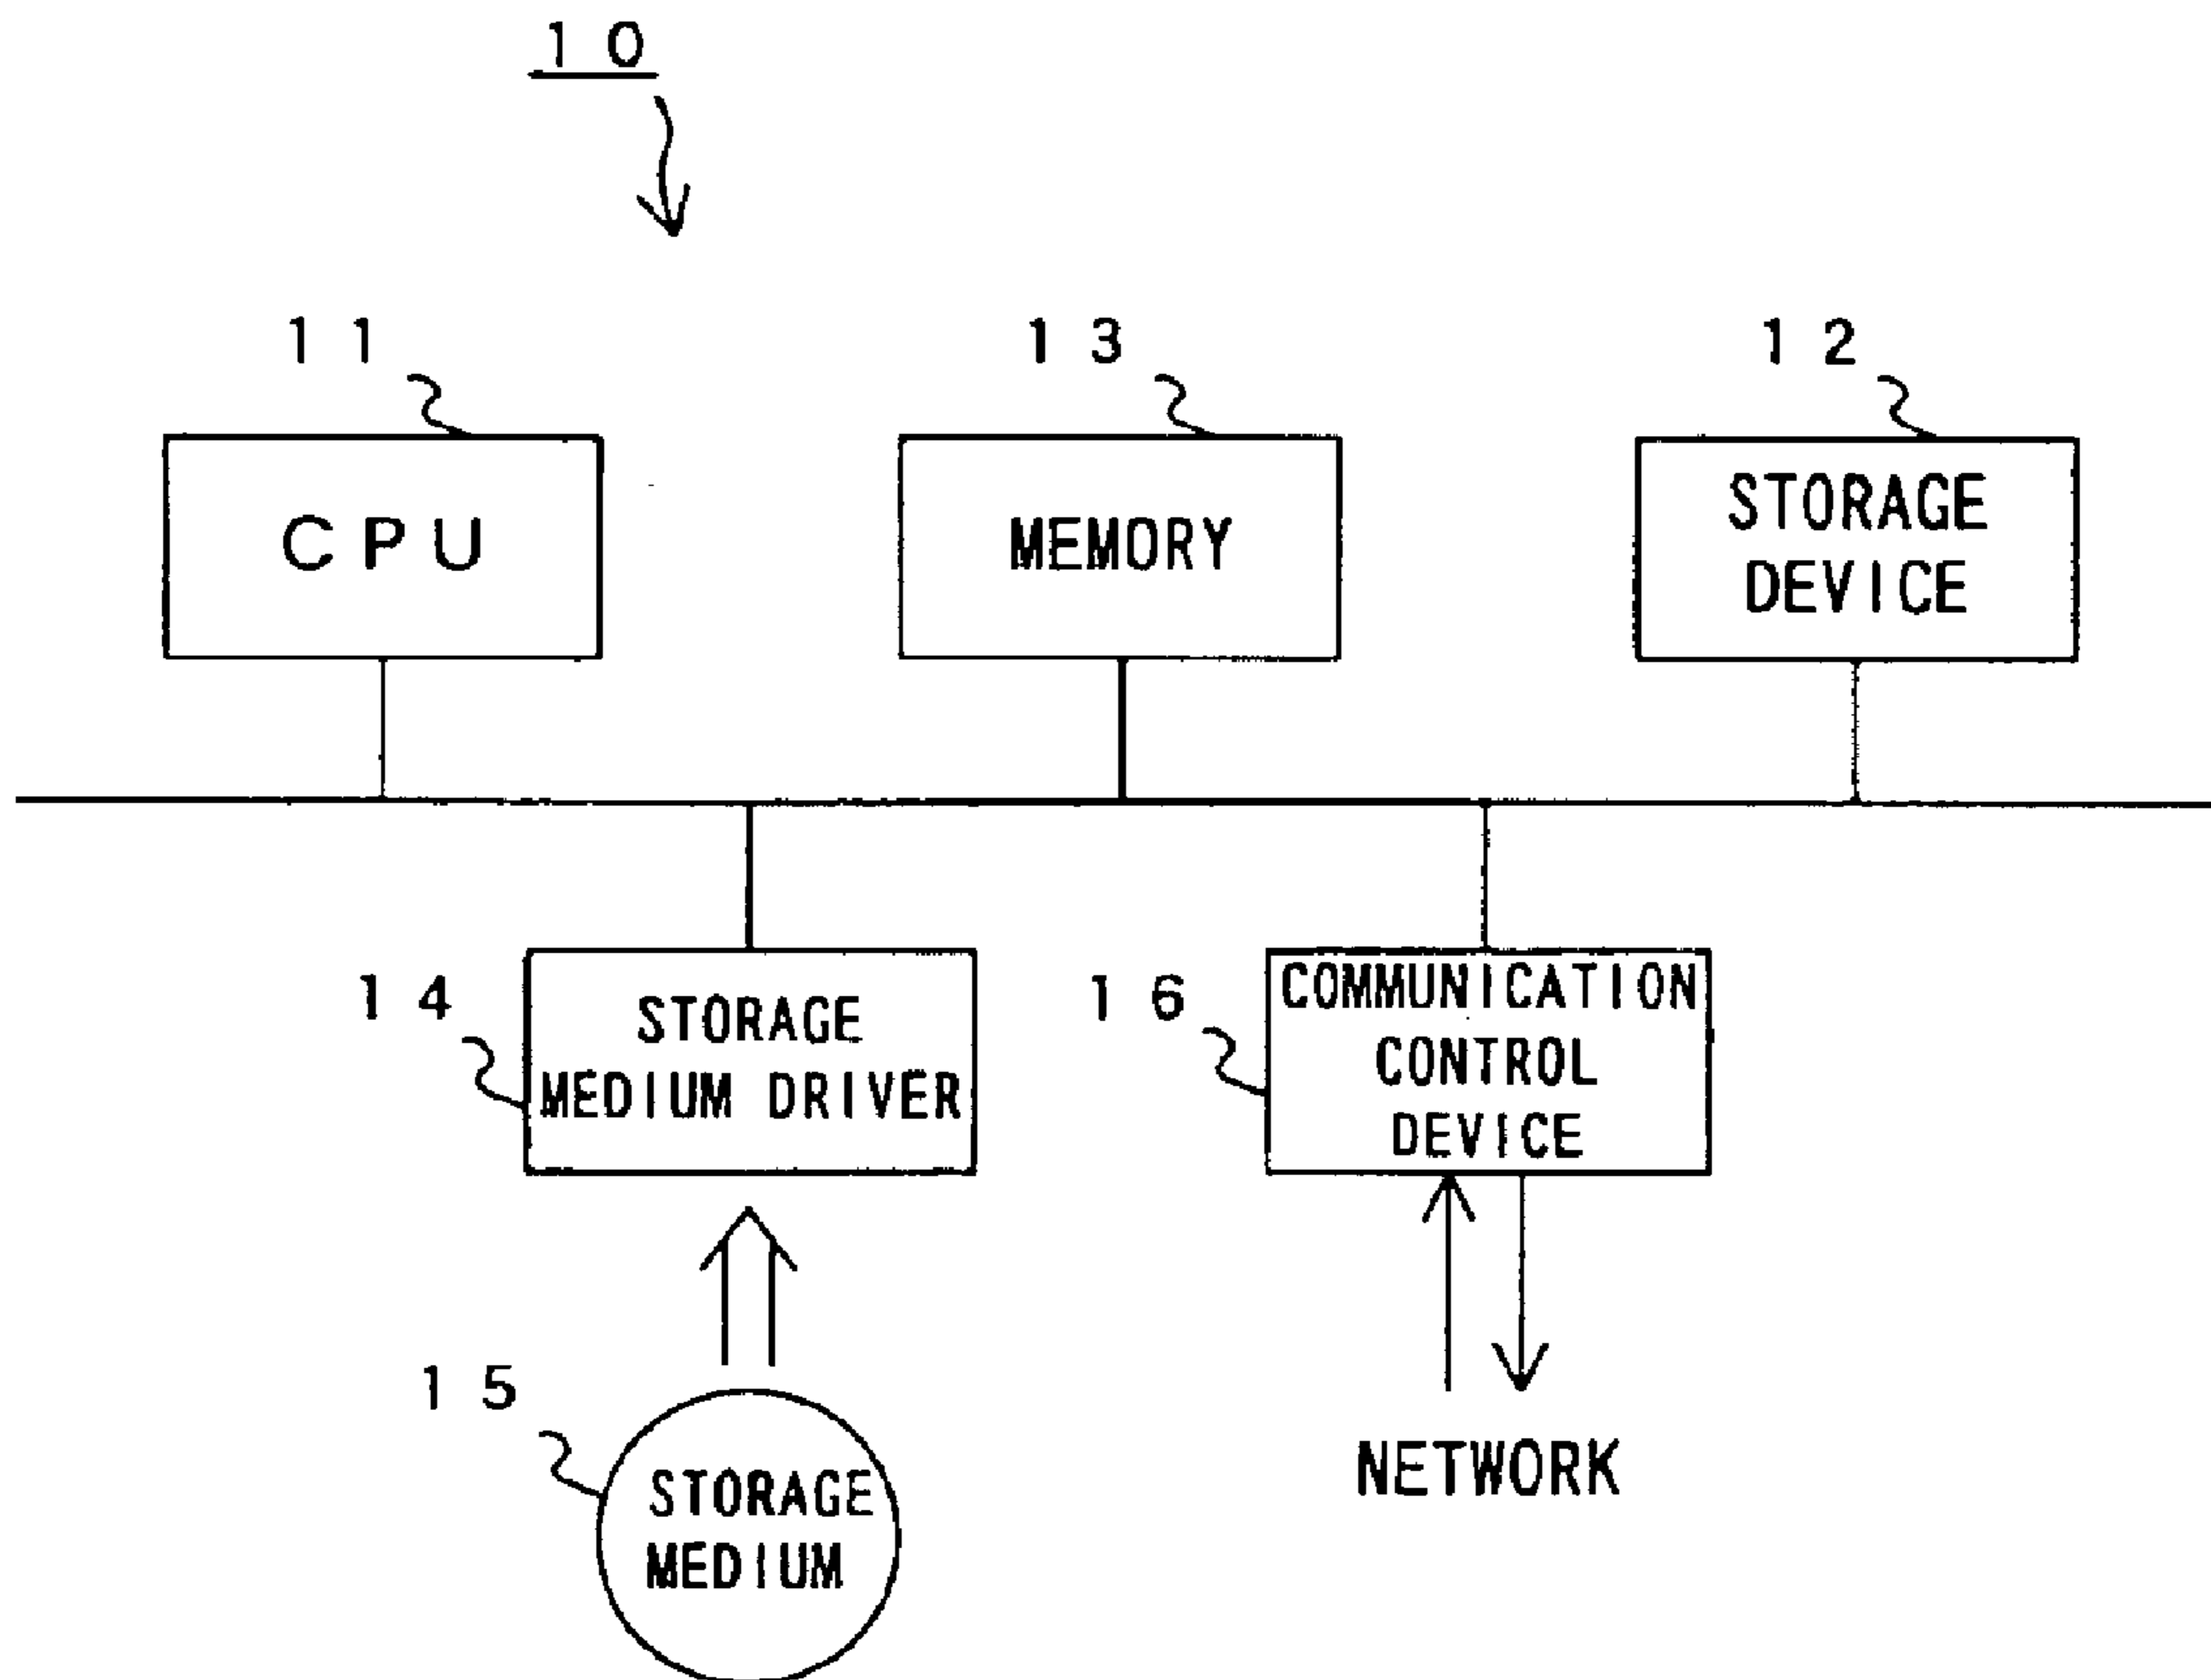 10
11
13
12
CPU
MEMORY
STORAGE
DEVICE
14
STORAGE
MEDIUM DRIVER
16
COMMUNICATION
CONTROL
DEVICE
15
STORAGE
MEDIUM
NETWORK